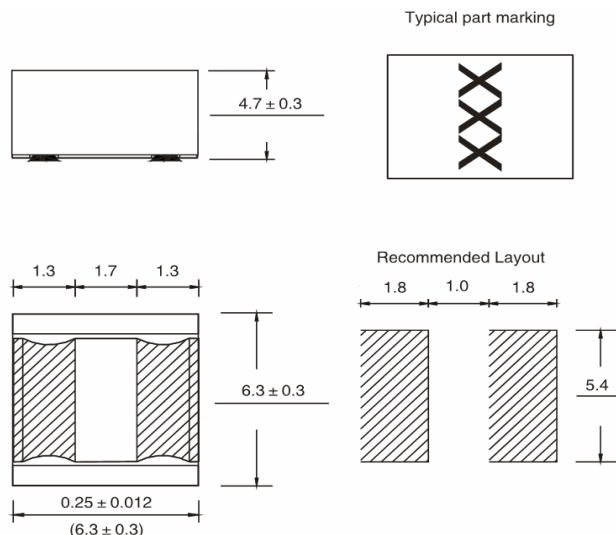 Typical part marking
4.7 ± 0.3
XXX
1.3 1.7 1.3
6.3 ± 0.3
0.25 ± 0.012
(6.3 ± 0.3)
Recommended Layout
1.8 1.0 1.8
5.4